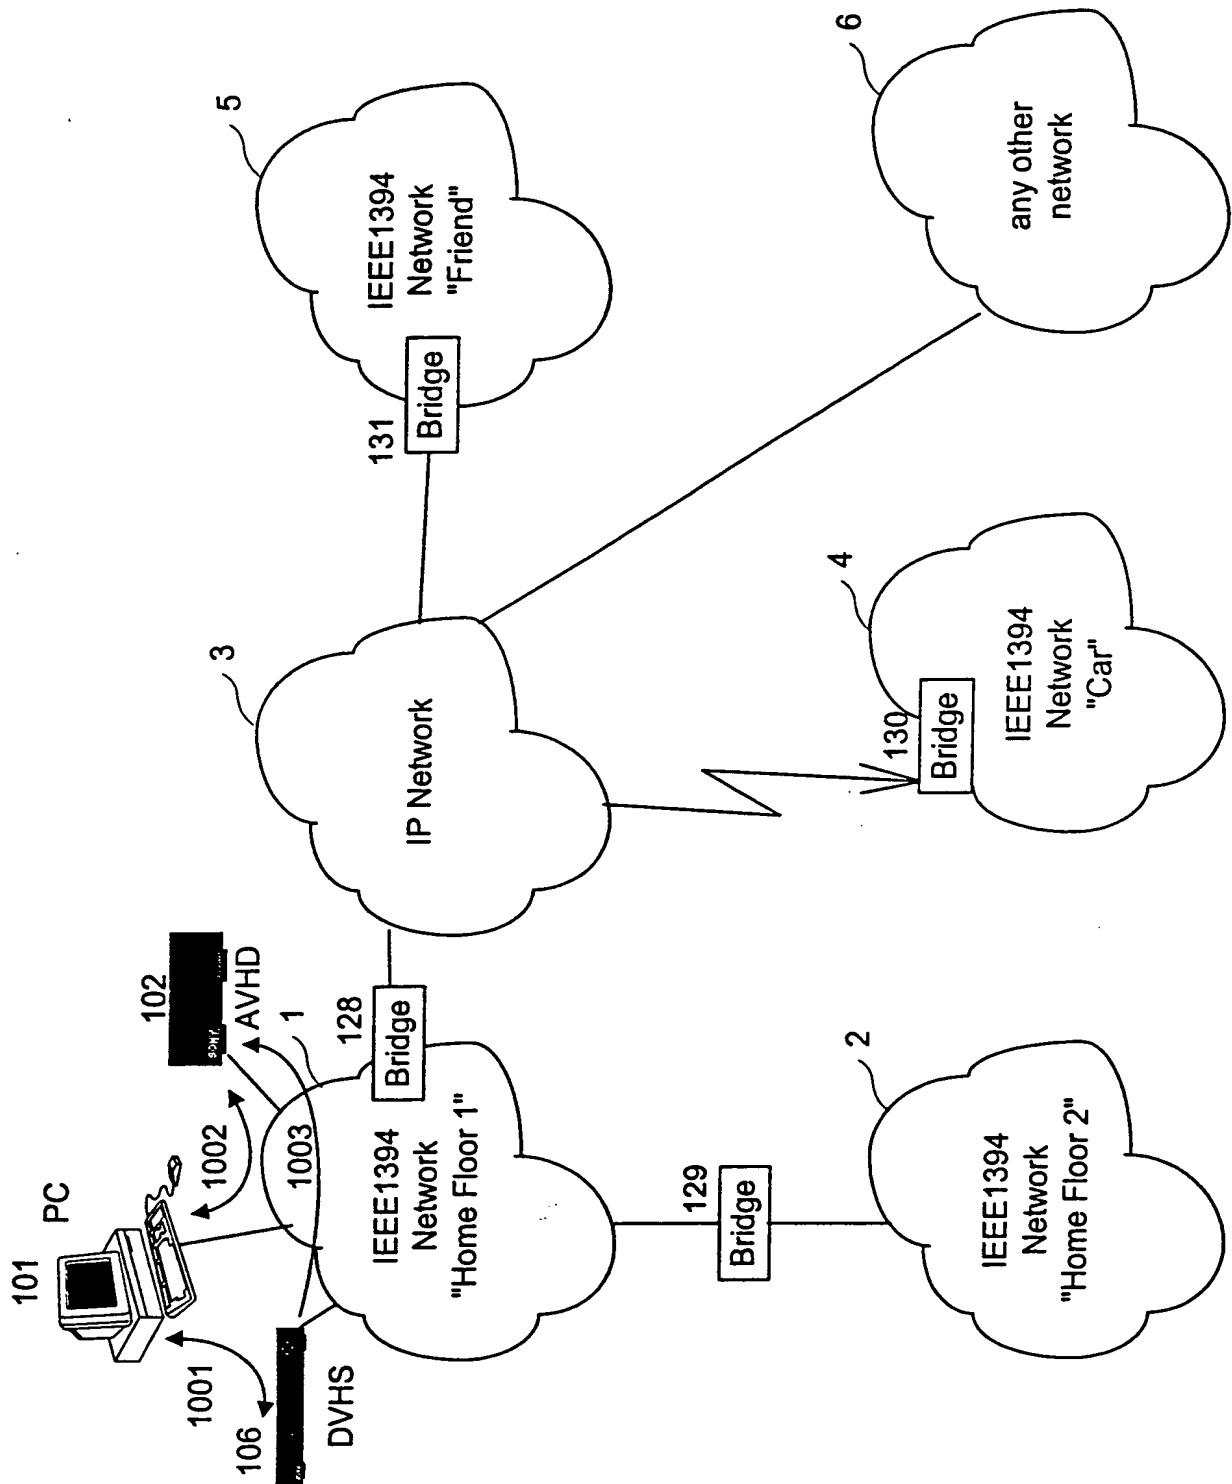 101
PC
102
SONY
AVHD
1001
1002
1003
106
DVHS
1
128
Bridge
IEEE1394
Network
"Home Floor 1"
3
IP Network
5
IEEE1394
Network
"Friend"
131
Bridge
129
Bridge
2
IEEE1394
Network
"Home Floor 2"
4
130
Bridge
IEEE1394
Network
"Car"
6
any other
network